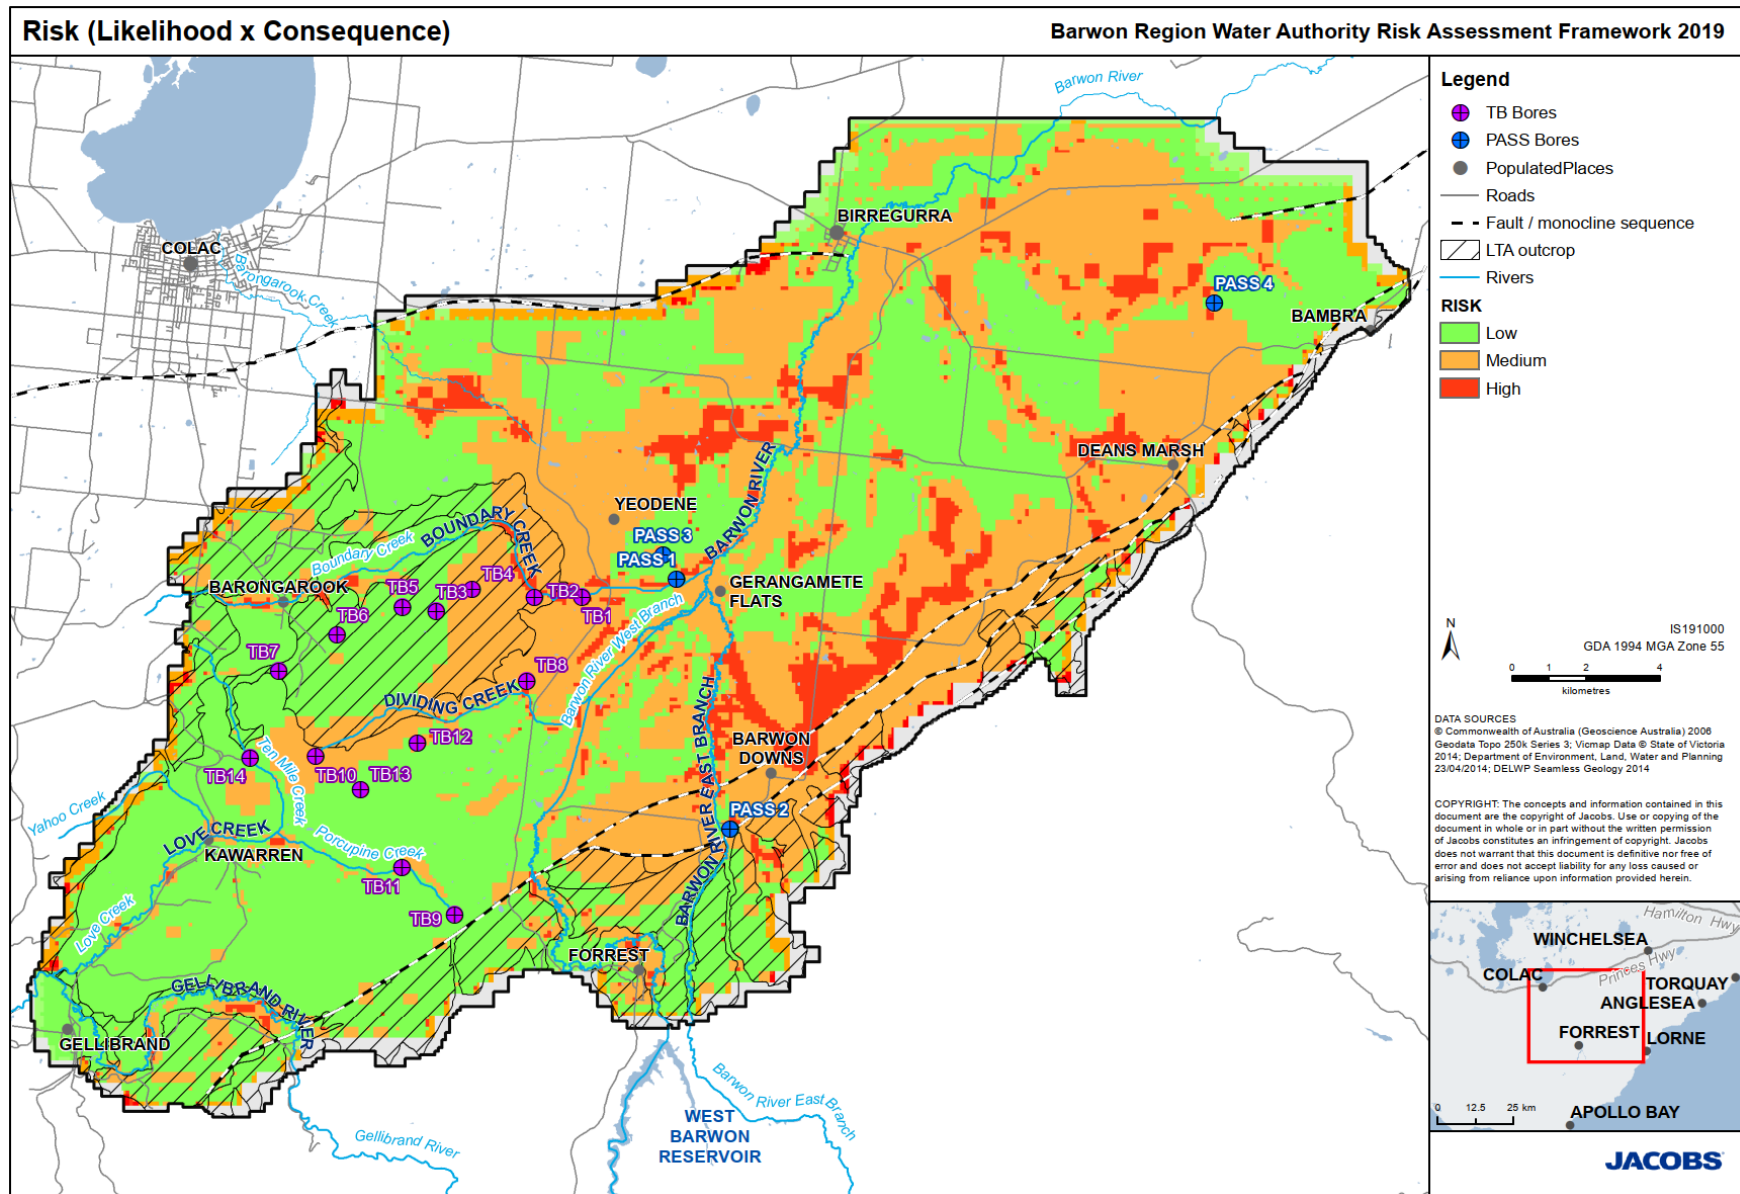 Risk (Likelihood x Consequence)
Barwon Region Water Authority Risk Assessment Framework 2019
Barwon River
BIRREGURRA
COLAC
Barongarook Creek
PASS 4
BAMBRA
DEANS MARSH
YEODENE
BARWON RIVER
BOUNDARY CREEK
Boundary Creek
PASS 3
PASS 1
BARONGAROOK
TB5
TB3
TB4
TB2
TB1
GERANGAMETE
FLATS
TB6
Barwon River West Branch
TB7
TB8
DIVIDING CREEK
TB12
BARWON
DOWNS
BARWON RIVER EAST BRANCH
Ten Mile Creek
TB14
TB10
TB13
Yahoo Creek
PASS 2
LOVE CREEK
KAWARREN
Porcupine Creek
TB11
TB9
Love Creek
FORREST
GELLIBRAND RIVER
GELLIBRAND
Gellibrand River
Barwon River East Branch
WEST
BARWON
RESERVOIR
Legend
TB Bores
PASS Bores
PopulatedPlaces
Roads
Fault / monocline sequence
LTA outcrop
Rivers
RISK
Low
Medium
High
N
IS191000
GDA 1994 MGA Zone 55
0 1 2 4
kilometres
DATA SOURCES
© Commonwealth of Australia (Geoscience Australia) 2006
Geodata Topo 250k Series 3; Vicmap Data © State of Victoria
2014; Department of Environment, Land, Water and Planning
23/04/2014; DELWP Seamless Geology 2014
COPYRIGHT: The concepts and information contained in this
document are the copyright of Jacobs. Use or copying of the
document in whole or in part without the written permission
of Jacobs constitutes an infringement of copyright. Jacobs
does not warrant that this document is definitive nor free of
error and does not accept liability for any loss caused or
arising from reliance upon information provided herein.
Hamilton Hwy
WINCHELSEA
Princes Hwy
COLAC
TORQUAY
ANGLESEA
FORREST
LORNE
0 12.5 25 km
APOLLO BAY
JACOBS